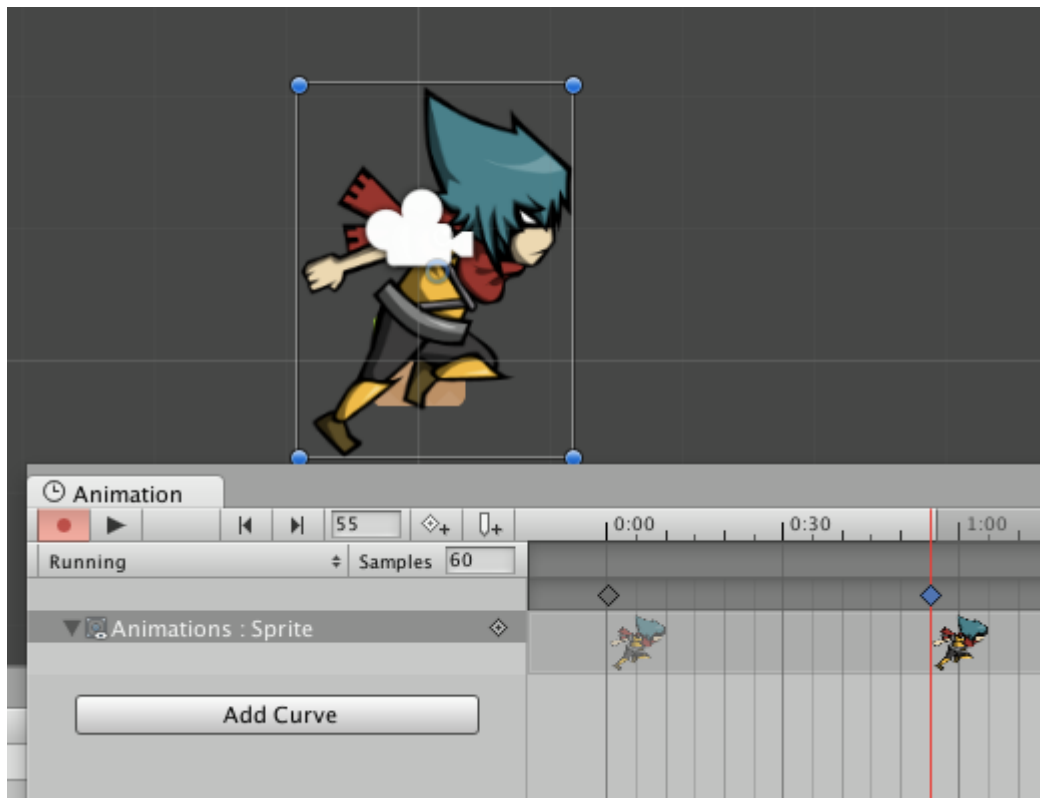 Animation
55
0:00 0:30 1:00
Running Samples 60
Animations : Sprite
Add Curve